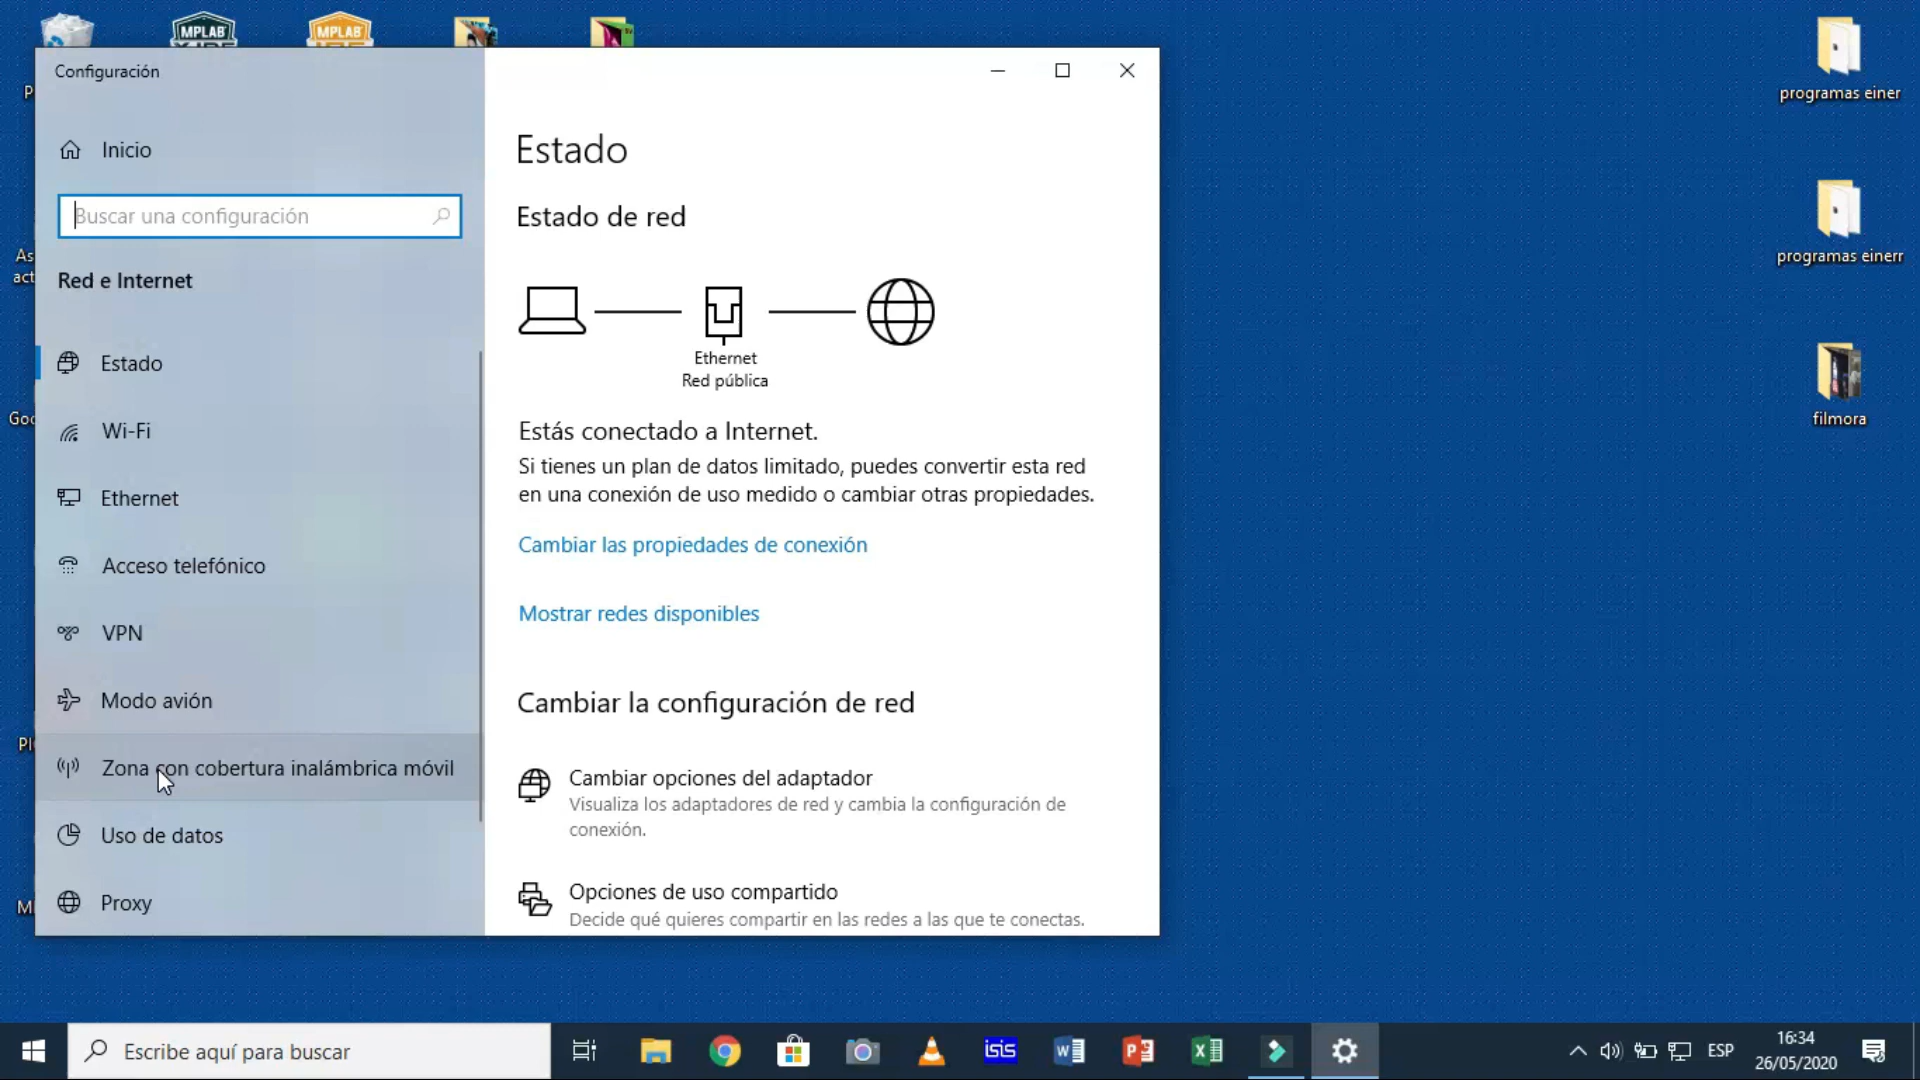 MPLAB
MPLAB
Configuración
Inicio
Buscar una configuración
Red e Internet
Estado
Wi-Fi
Ethernet
Acceso telefónico
VPN
Modo avión
Zona con cobertura inalámbrica móvil
Uso de datos
Proxy
Estado
Estado de red
Ethernet
Red pública
Estás conectado a Internet.
Si tienes un plan de datos limitado, puedes convertir esta red
en una conexión de uso medido o cambiar otras propiedades.
Cambiar las propiedades de conexión
Mostrar redes disponibles
Cambiar la configuración de red
Cambiar opciones del adaptador
Visualiza los adaptadores de red y cambia la configuración de
conexión.
Opciones de uso compartido
Decide qué quieres compartir en las redes a las que te conectas.
programas einer
programas einerr
filmora
Escribe aquí para buscar
isis
ESP
16:34
26/05/2020